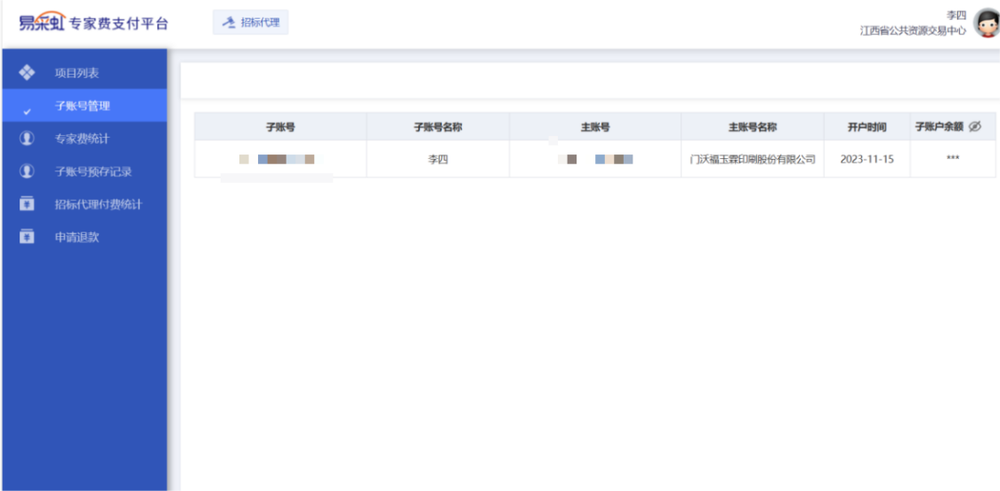 易采虹 专家费支付平台
招标代理
李四
江西省公共资源交易中心
项目列表
子账号管理
专家费统计
子账号预存记录
招标代理付费统计
申请退款
子账号 子账号名称 主账号 主账号名称 开户时间 子账户余额
李四 门沃福玉霖印刷股份有限公司 2023-11-15 ***